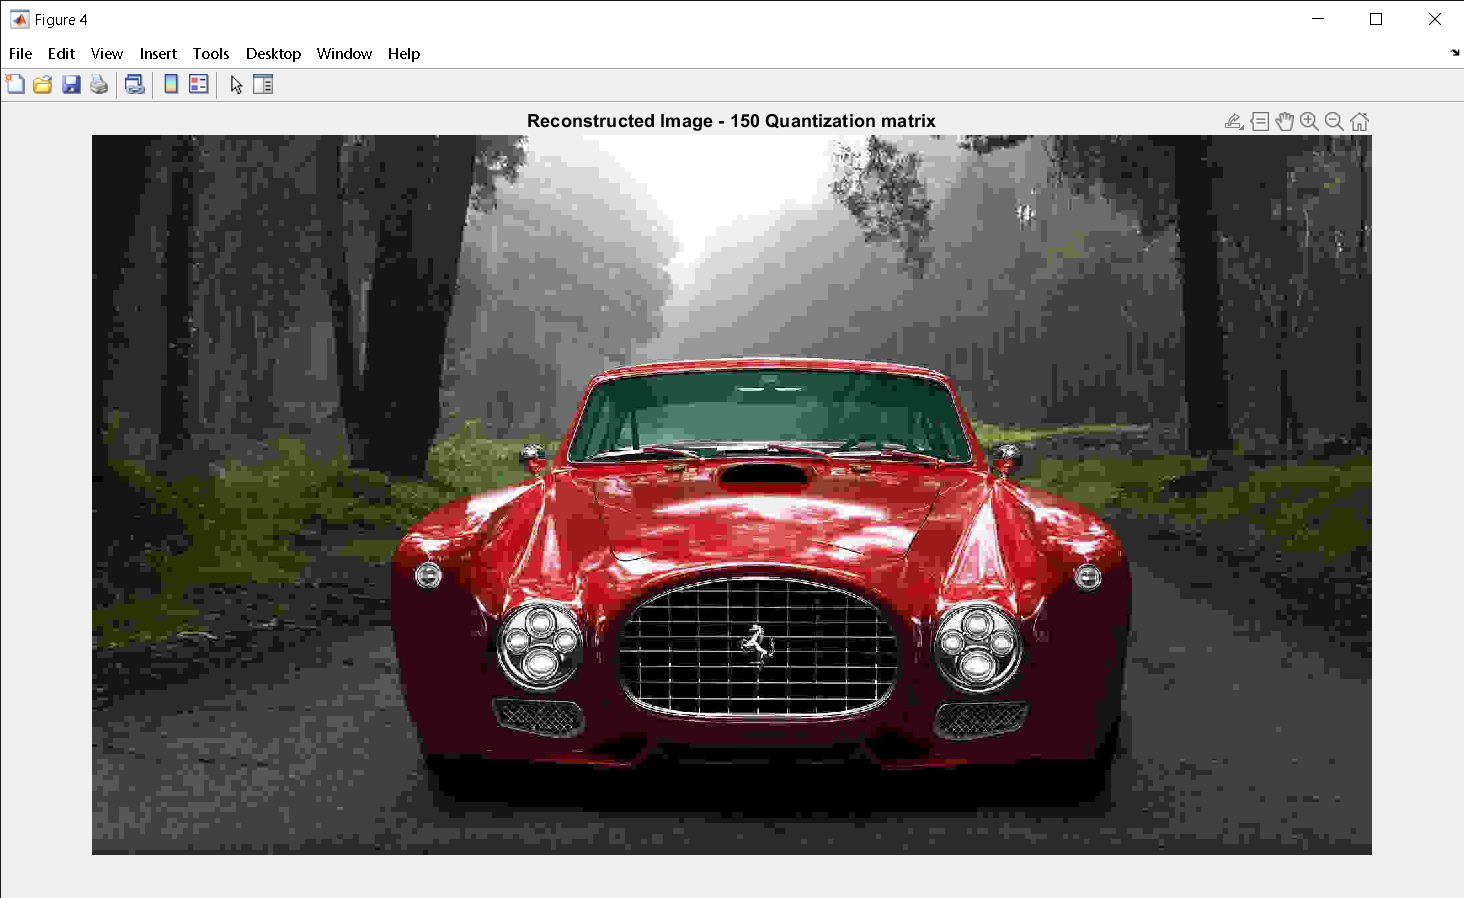 Figure 4
File Edit View Insert Tools Desktop Window Help
Reconstructed Image - 150 Quantization matrix